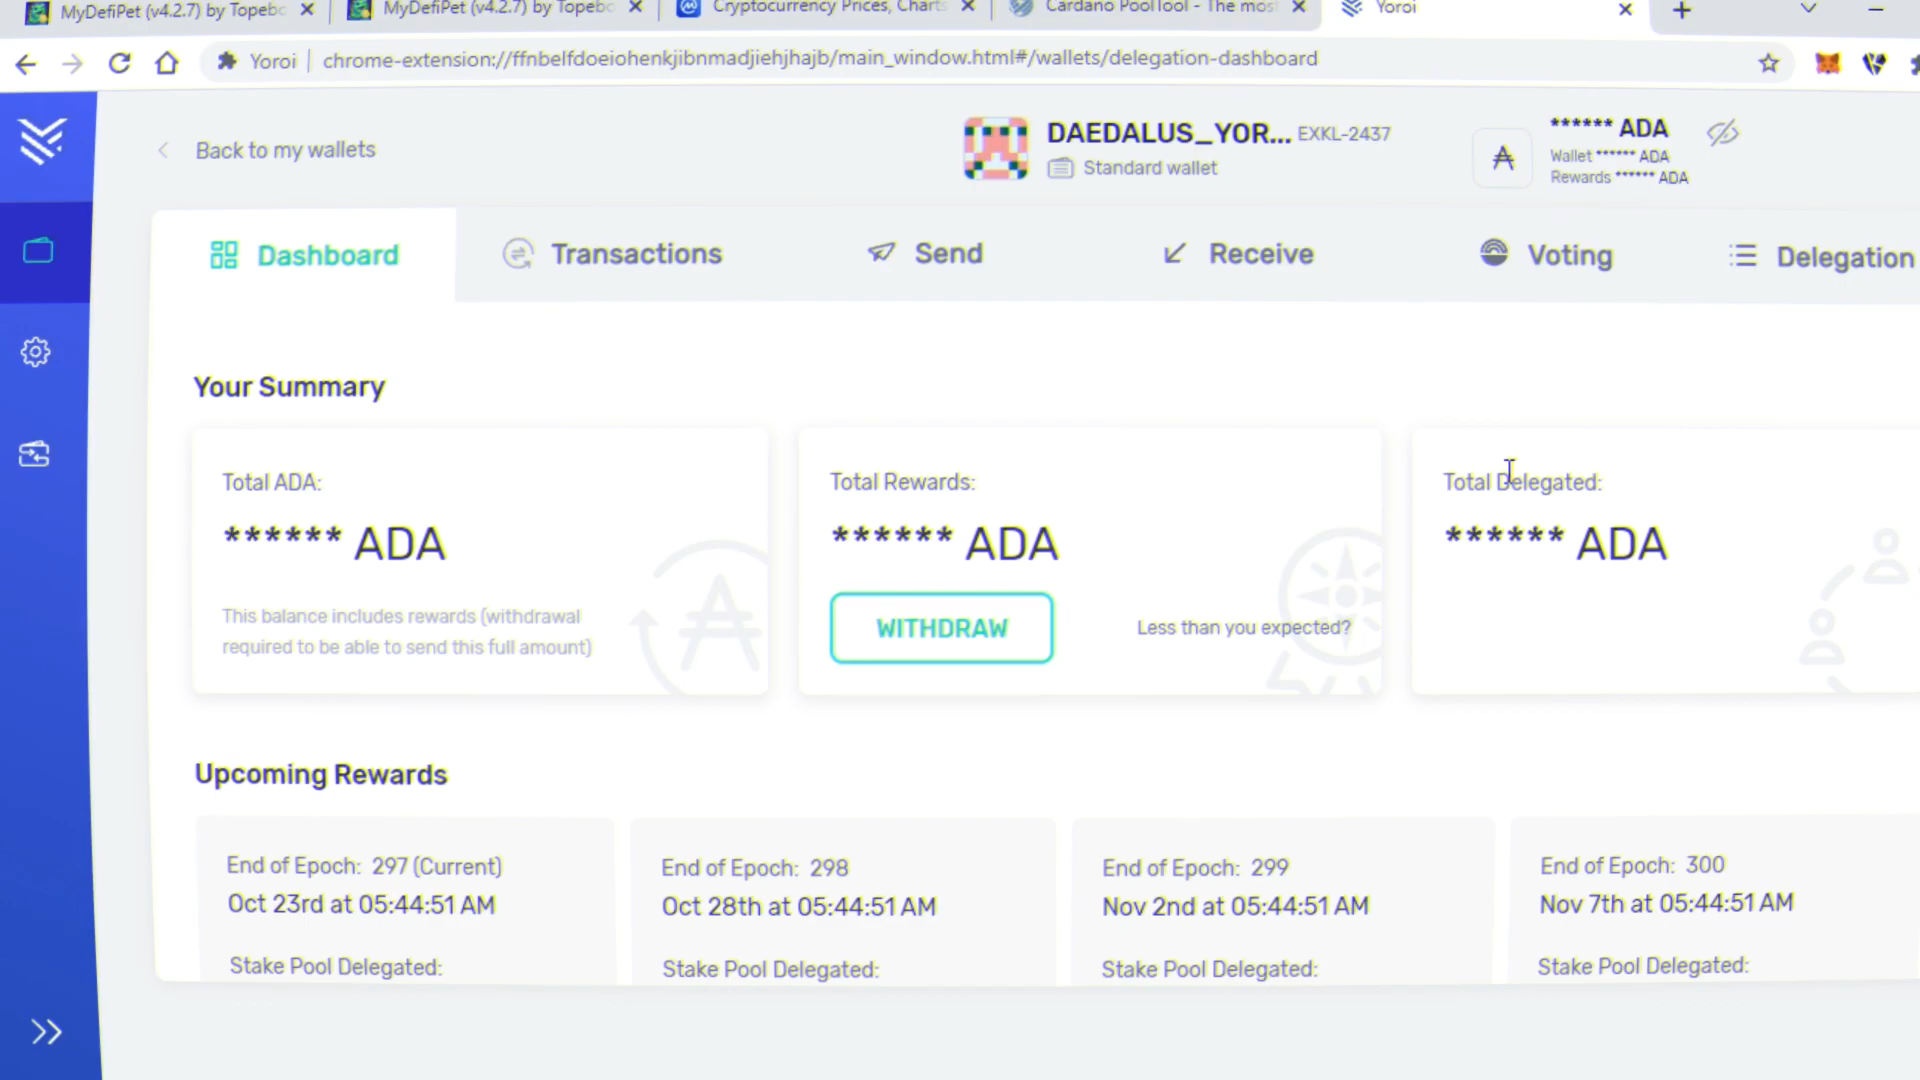 MyDefiPet (v4.2.7) by Topebo
MyDefiPet (v4.2.7) by Topebo
Cryptocurrency Prices, Charts
Cardano PoolTool - The most
Yoroi
Yoroi
chrome-extension://ffnbelfdoeiohenkjibnmadjiehjhajb/main_window.html#/wallets/delegation-dashboard
Back to my wallets
DAEDALUS_YOR... EXKL-2437
Standard wallet
****** ADA
Wallet ****** ADA
Rewards ****** ADA
Dashboard
Transactions
Send
Receive
Voting
Delegation
Your Summary
Total ADA:
****** ADA
This balance includes rewards (withdrawal
required to be able to send this full amount)
Total Rewards:
****** ADA
WITHDRAW
Less than you expected?
Total Delegated:
****** ADA
Upcoming Rewards
End of Epoch: 297 (Current)
Oct 23rd at 05:44:51 AM
Stake Pool Delegated:
End of Epoch: 298
Oct 28th at 05:44:51 AM
Stake Pool Delegated:
End of Epoch: 299
Nov 2nd at 05:44:51 AM
Stake Pool Delegated:
End of Epoch: 300
Nov 7th at 05:44:51 AM
Stake Pool Delegated: